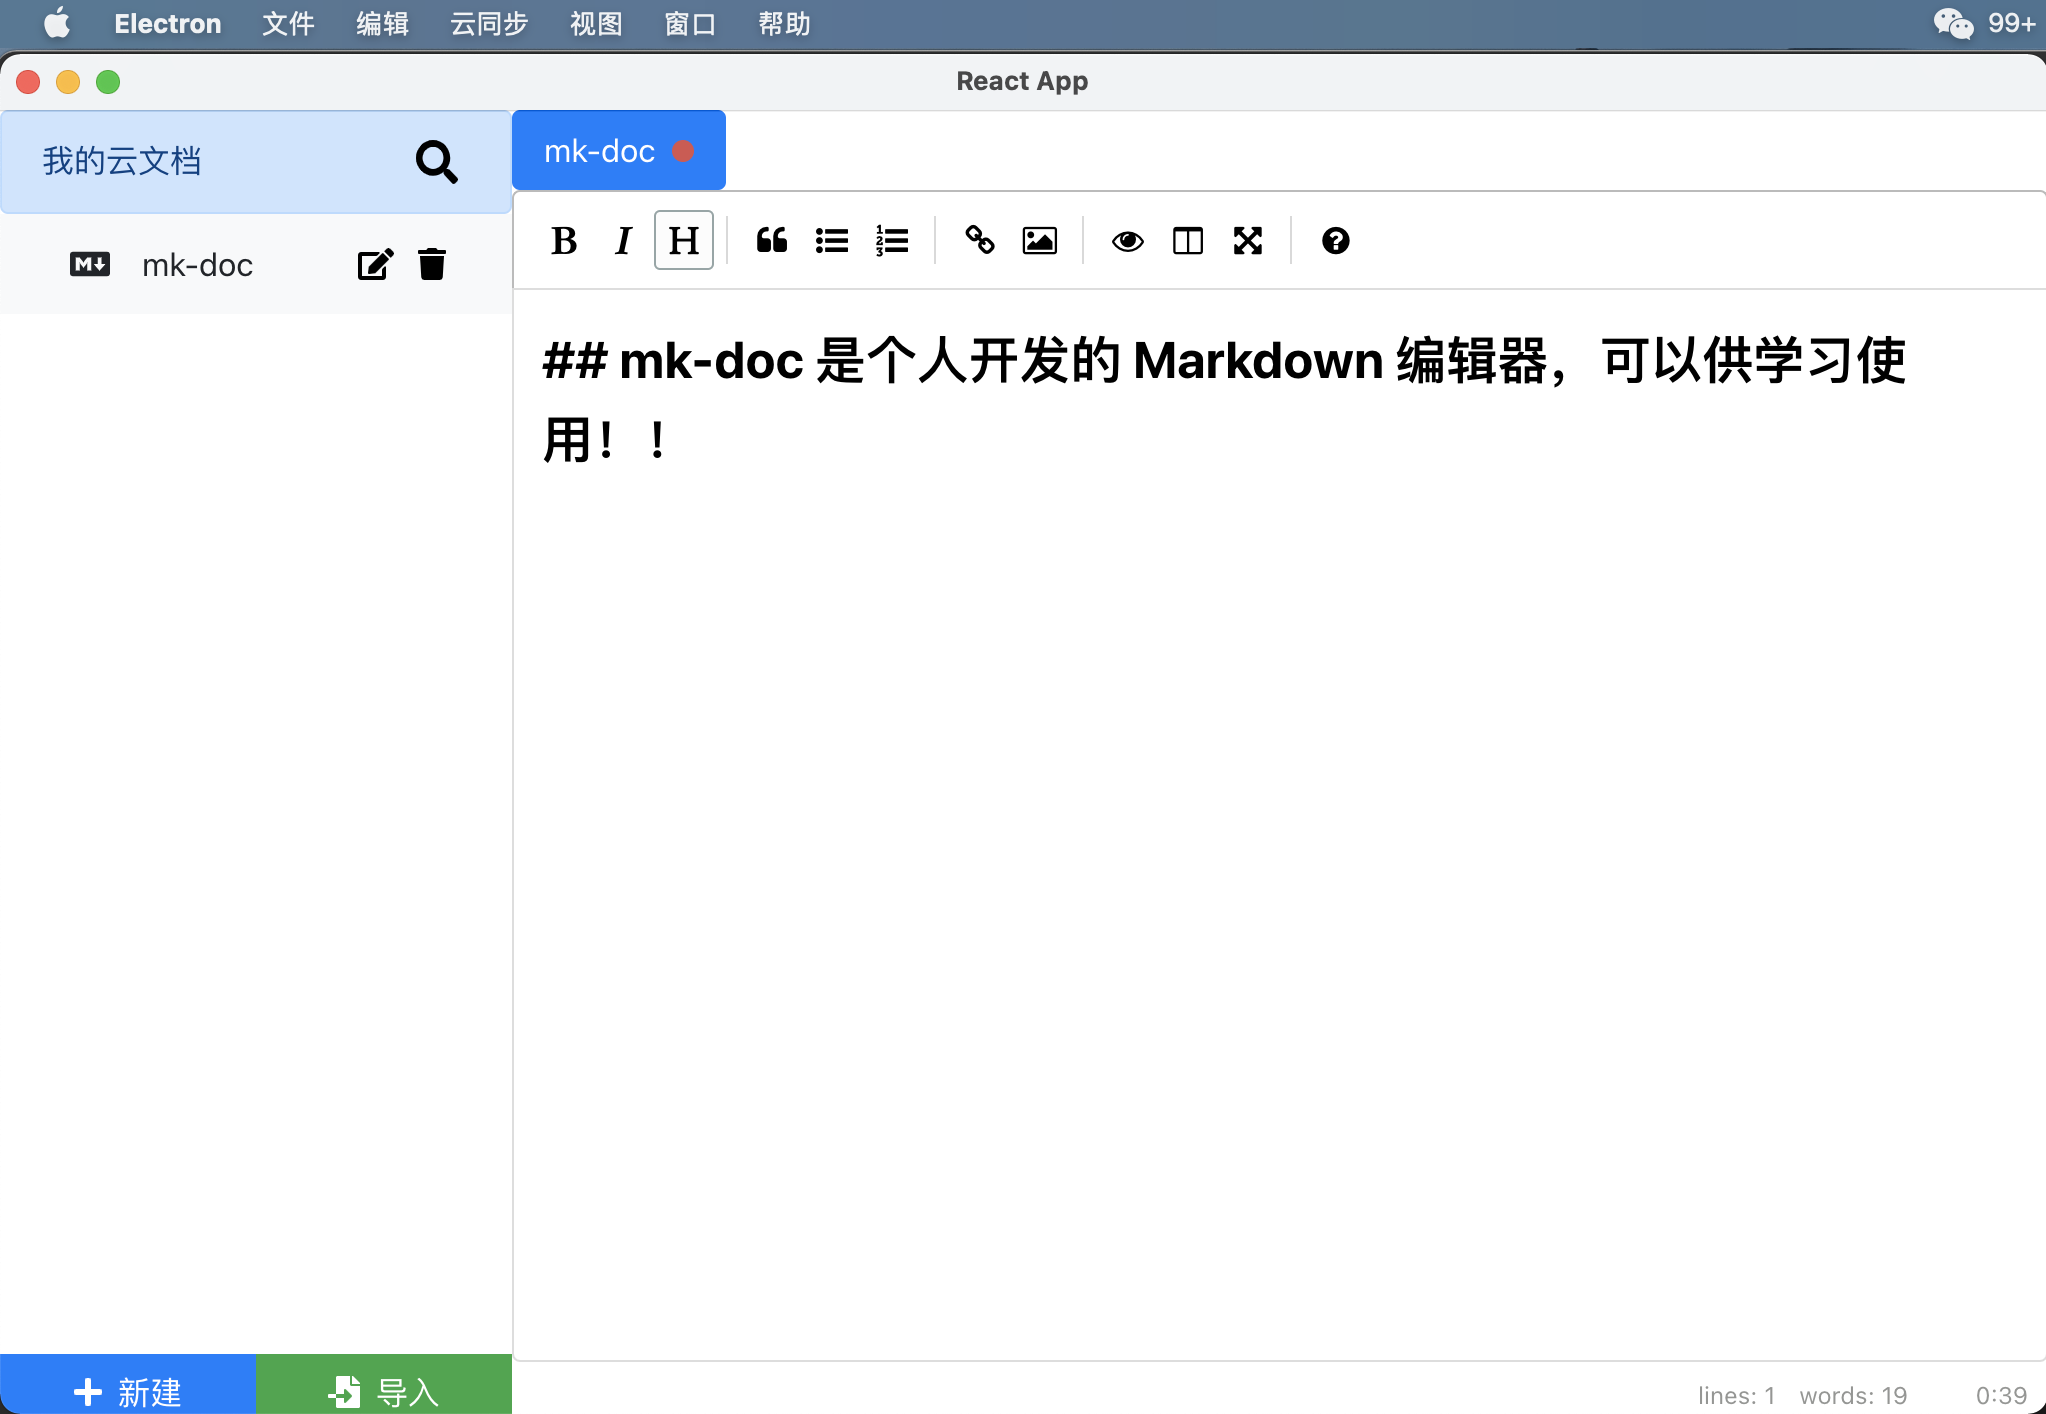 Electron 文件 编辑 云同步 视图 窗口 帮助 99+
React App
我的云文档
mk-doc
mk-doc
B I H
## mk-doc 是个人开发的 Markdown 编辑器，可以供学习使
用！！
新建 导入
lines: 1 words: 19 0:39